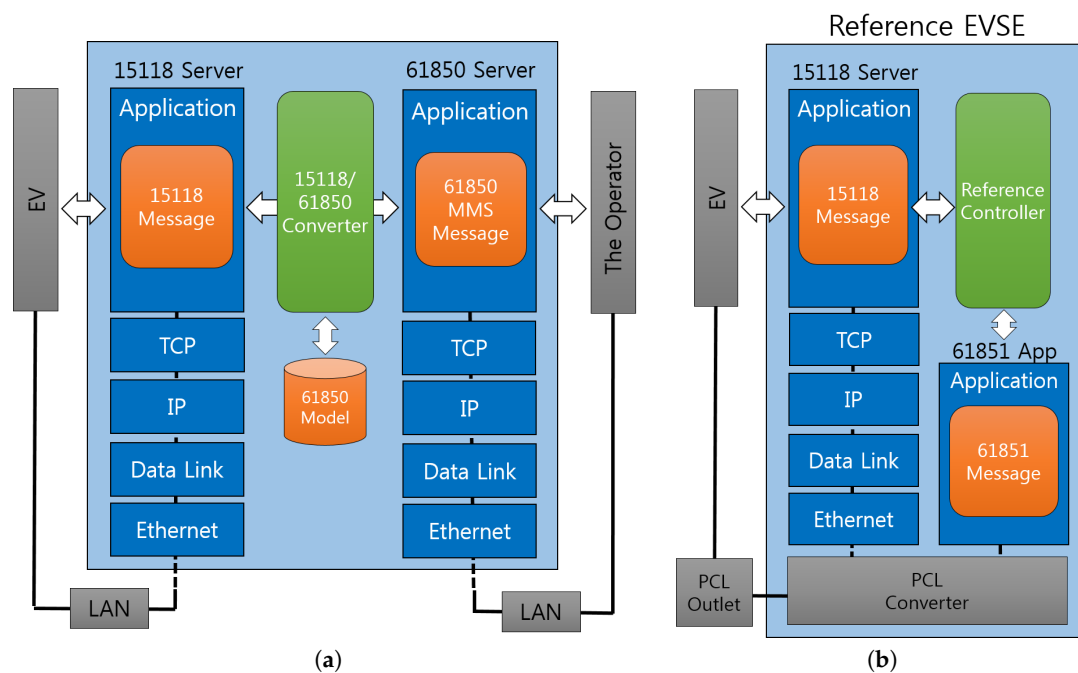 15118 Server
61850 Server
EV
Application
15118
Message
15118/
61850
Converter
Application
61850
MMS
Message
The Operator
TCP
IP
Data Link
Ethernet
61850
Model
TCP
IP
Data Link
Ethernet
LAN
LAN
(a)
Reference EVSE
15118 Server
EV
Application
15118
Message
Reference
Controller
TCP
IP
Data Link
Ethernet
61851 App
Application
61851
Message
PCL
Outlet
PCL
Converter
(b)